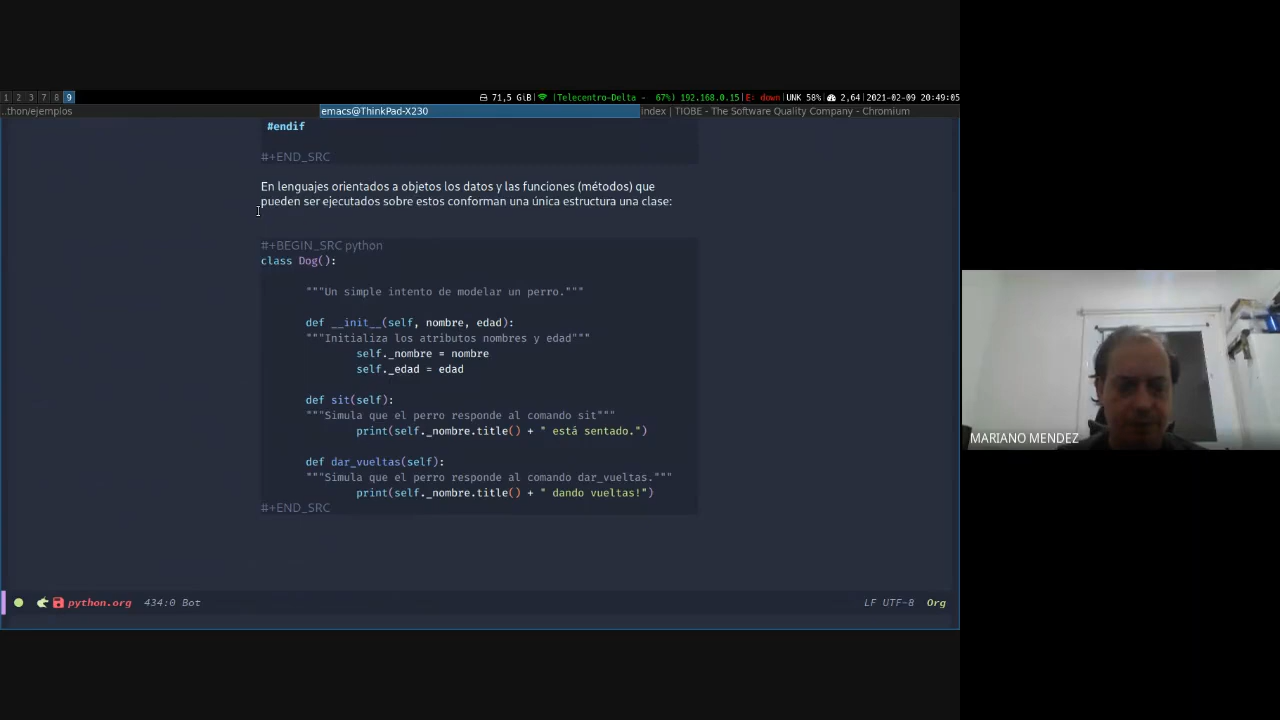 1 2 3 7 8 9
71,5 GiB | |Telecentro-Delta - 67%) 192.168.0.15|E: down|UNK 58%| 2,64|2021-02-09 20:49:05
..thon/ejemplos
emacs@ThinkPad-X230
index | TIOBE - The Software Quality Company - Chromium
#endif
#+END_SRC
En lenguajes orientados a objetos los datos y las funciones (métodos) que
pueden ser ejecutados sobre estos conforman una única estructura una clase:
#+BEGIN_SRC python
class Dog():
"""Un simple intento de modelar un perro."""
def __init__(self, nombre, edad):
"""Initializa los atributos nombres y edad"""
self._nombre = nombre
self._edad = edad
def sit(self):
"""Simula que el perro responde al comando sit"""
print(self._nombre.title() + " está sentado.")
def dar_vueltas(self):
"""Simula que el perro responde al comando dar_vueltas."""
print(self._nombre.title() + " dando vueltas!")
#+END_SRC
python.org 434:0 Bot
LF UTF-8 Org
MARIANO MENDEZ